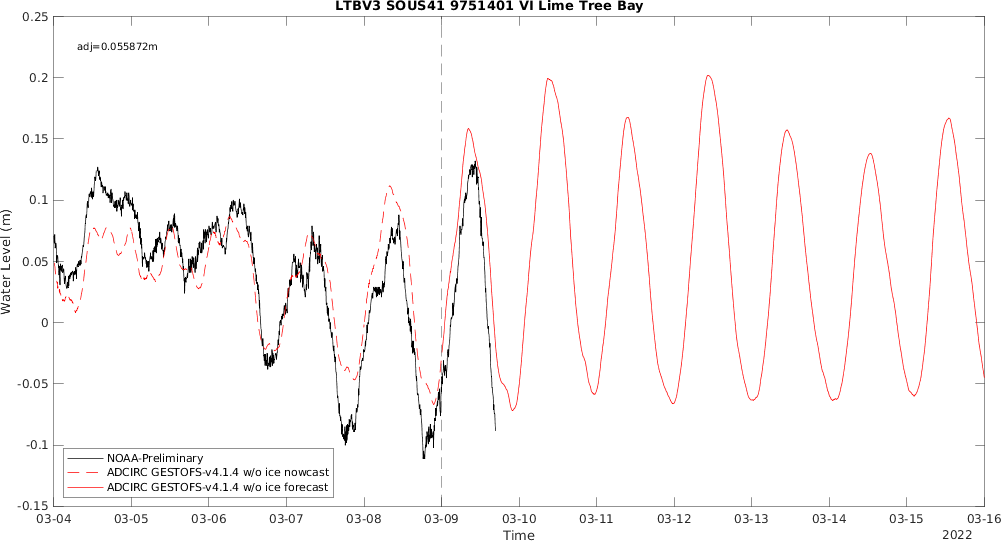 LTBV3 SOUS41 9751401 VI Lime Tree Bay
adj=0.055872m
0.25
0.2
0.15
0.1
0.05
0
-0.05
-0.1
-0.15
Water Level (m)
NOAA-Preliminary
ADCIRC GESTOFS-v4.1.4 w/o ice nowcast
ADCIRC GESTOFS-v4.1.4 w/o ice forecast
03-04 03-05 03-06 03-07 03-08 03-09 03-10 03-11 03-12 03-13 03-14 03-15 03-16
Time
2022